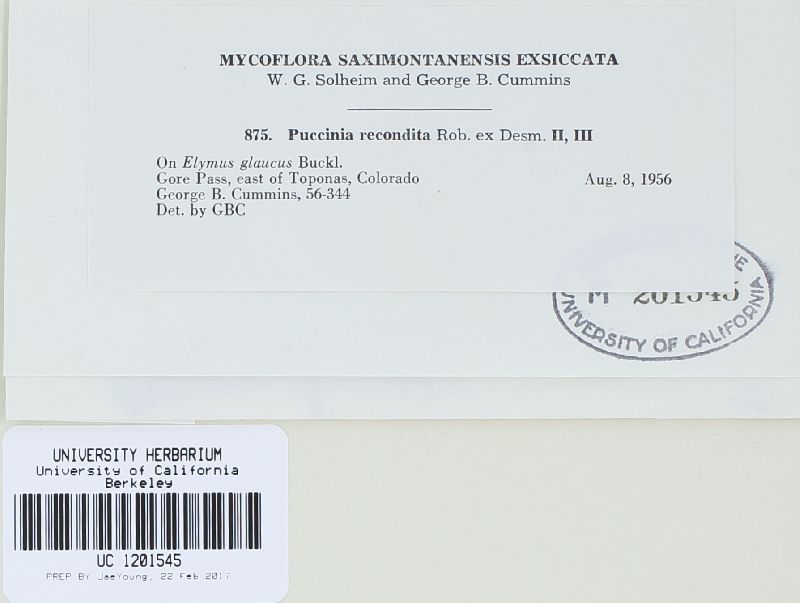 MYCOFLORA SAXIMONTANENSIS EXSICCATA
W. G. Solheim and George B. Cummins
875. Puccinia recondita Rob. ex Desm. II, III
On Elymus glaucus Buckl.
Gore Pass, east of Toponas, Colorado Aug. 8, 1956
George B. Cummins, 56-344
Det. by GBC
M 201545
UNIVERSITY OF CALIFORNIA
UNIVERSITY HERBARIUM
University of California
Berkeley
UC 1201545
PREP BY JaeYoung, 22 Feb 2017